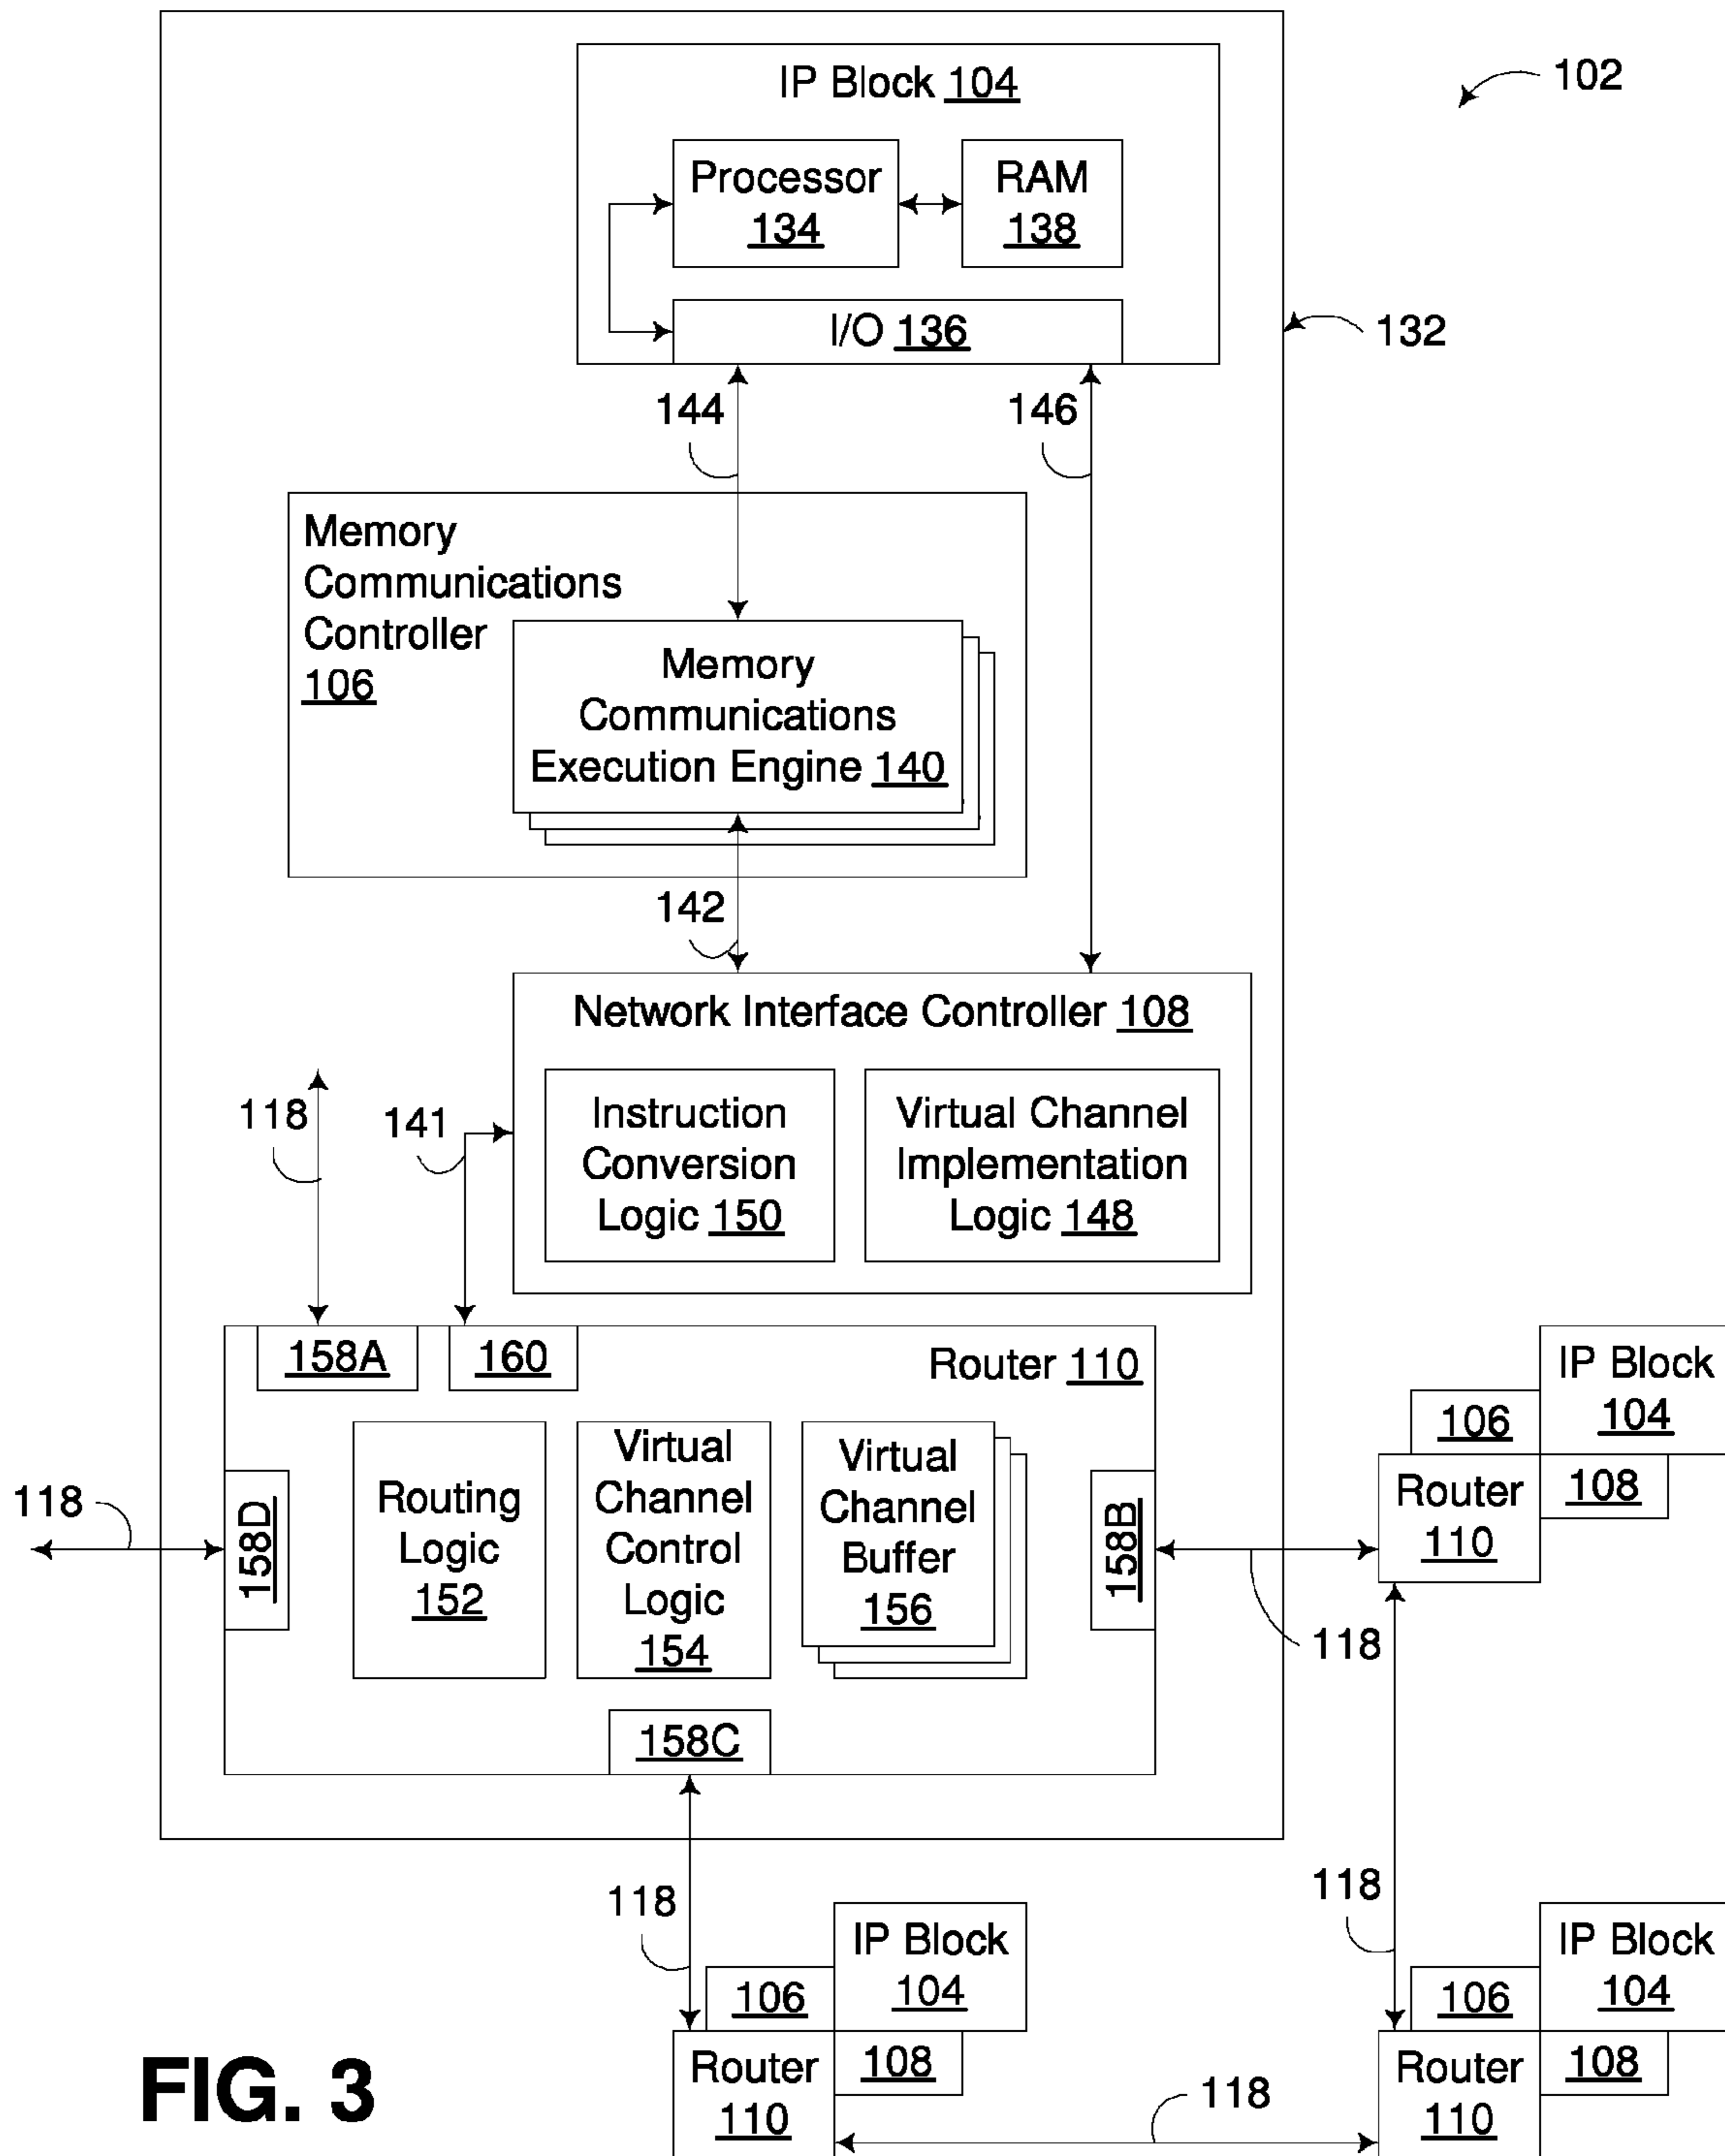 IP Block 104
102
Processor
134
RAM
138
I/O 136
132
144
146
Memory
Communications
Controller
106
Memory
Communications
Execution Engine 140
142
Network Interface Controller 108
118
141
Instruction
Conversion
Logic 150
Virtual Channel
Implementation
Logic 148
158A
160
Router 110
118
158D
Routing
Logic
152
Virtual
Channel
Control
Logic
154
Virtual
Channel
Buffer
156
158B
158C
118
IP Block
104
106
Router
110
108
118
118
IP Block
104
106
Router
110
108
118
IP Block
104
106
Router
110
108
118
FIG. 3